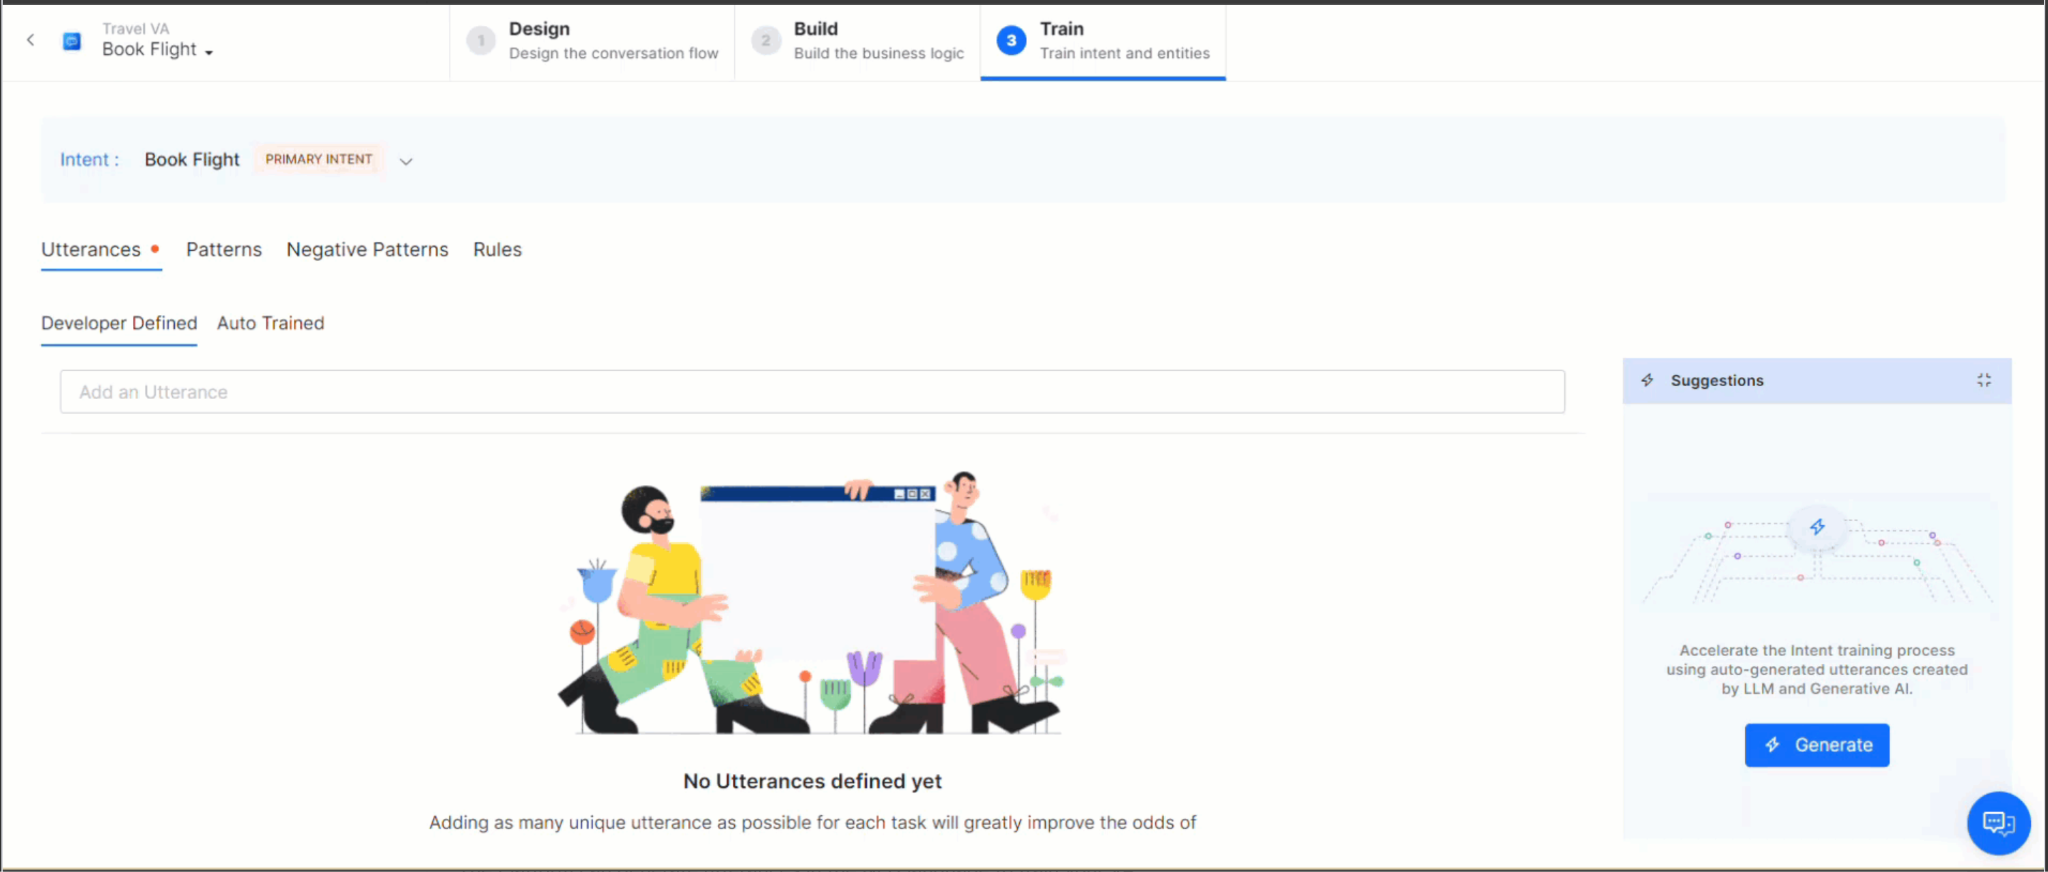 Travel VA
Book Flight
1
Design
Design the conversation flow
2
Build
Build the business logic
3
Train
Train intent and entities
Intent : Book Flight PRIMARY INTENT
Utterances Patterns Negative Patterns Rules
Developer Defined Auto Trained
Add an Utterance
Suggestions
No Utterances defined yet
Adding as many unique utterance as possible for each task will greatly improve the odds of
Accelerate the Intent training process
using auto-generated utterances created
by LLM and Generative AI.
Generate